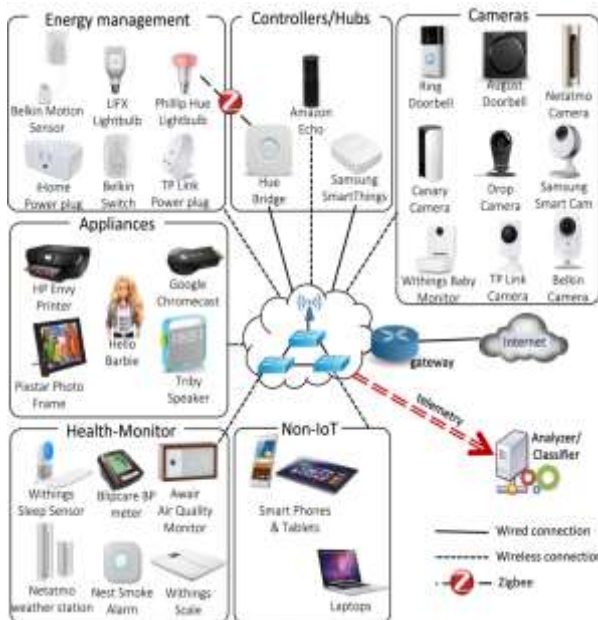 Energy management
Belkin Motion
Sensor
LiFX
Lightbulb
Phillip Hue
Lightbulb
Z
iHome
Power plug
Belkin
Switch
TP Link
Power plug
Controllers/Hubs
Amazon
Echo
Hue
Bridge
Samsung
SmartThings
Cameras
Ring
Doorbell
August
Doorbell
Netatmo
Camera
Canary
Camera
Drop
Camera
Samsung
Smart Cam
Withings Baby
Monitor
TP Link
Camera
Belkin
Camera
Appliances
HP Envy
Printer
Hello
Barbie
Google
Chromecast
Pixstar Photo
Frame
Triby
Speaker
gateway
Internet
telemetry
Analyzer/
Classifier
Health-Monitor
Withings
Sleep Sensor
Blipcare BP
meter
Awair
Air Quality
Monitor
Netatmo
weather station
Nest Smoke
Alarm
Withings
Scale
Non-IoT
Smart Phones
& Tablets
Laptops
Wired connection
Wireless connection
Z
Zigbee